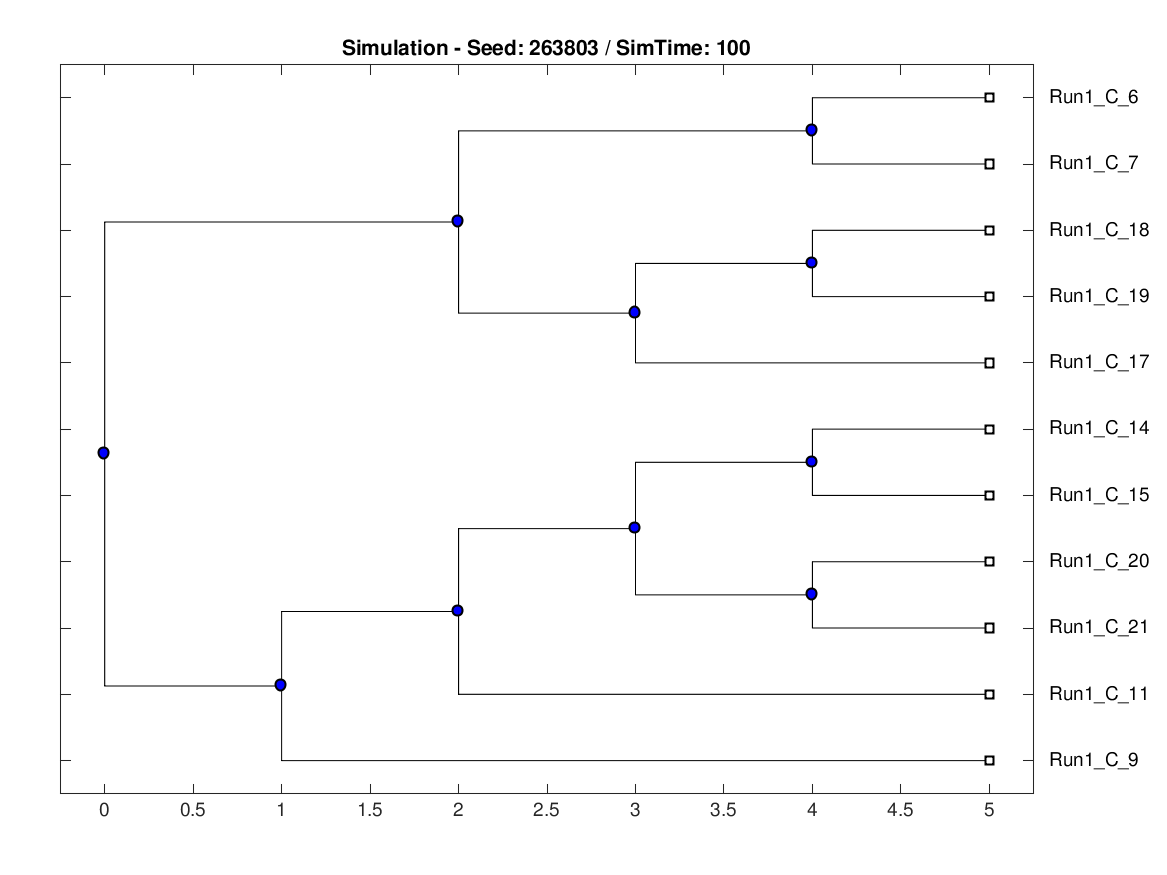 Simulation - Seed: 263803 / SimTime: 100
Run1_C_6
Run1_C_7
Run1_C_18
Run1_C_19
Run1_C_17
Run1_C_14
Run1_C_15
Run1_C_20
Run1_C_21
Run1_C_11
Run1_C_9
0 0.5 1 1.5 2 2.5 3 3.5 4 4.5 5